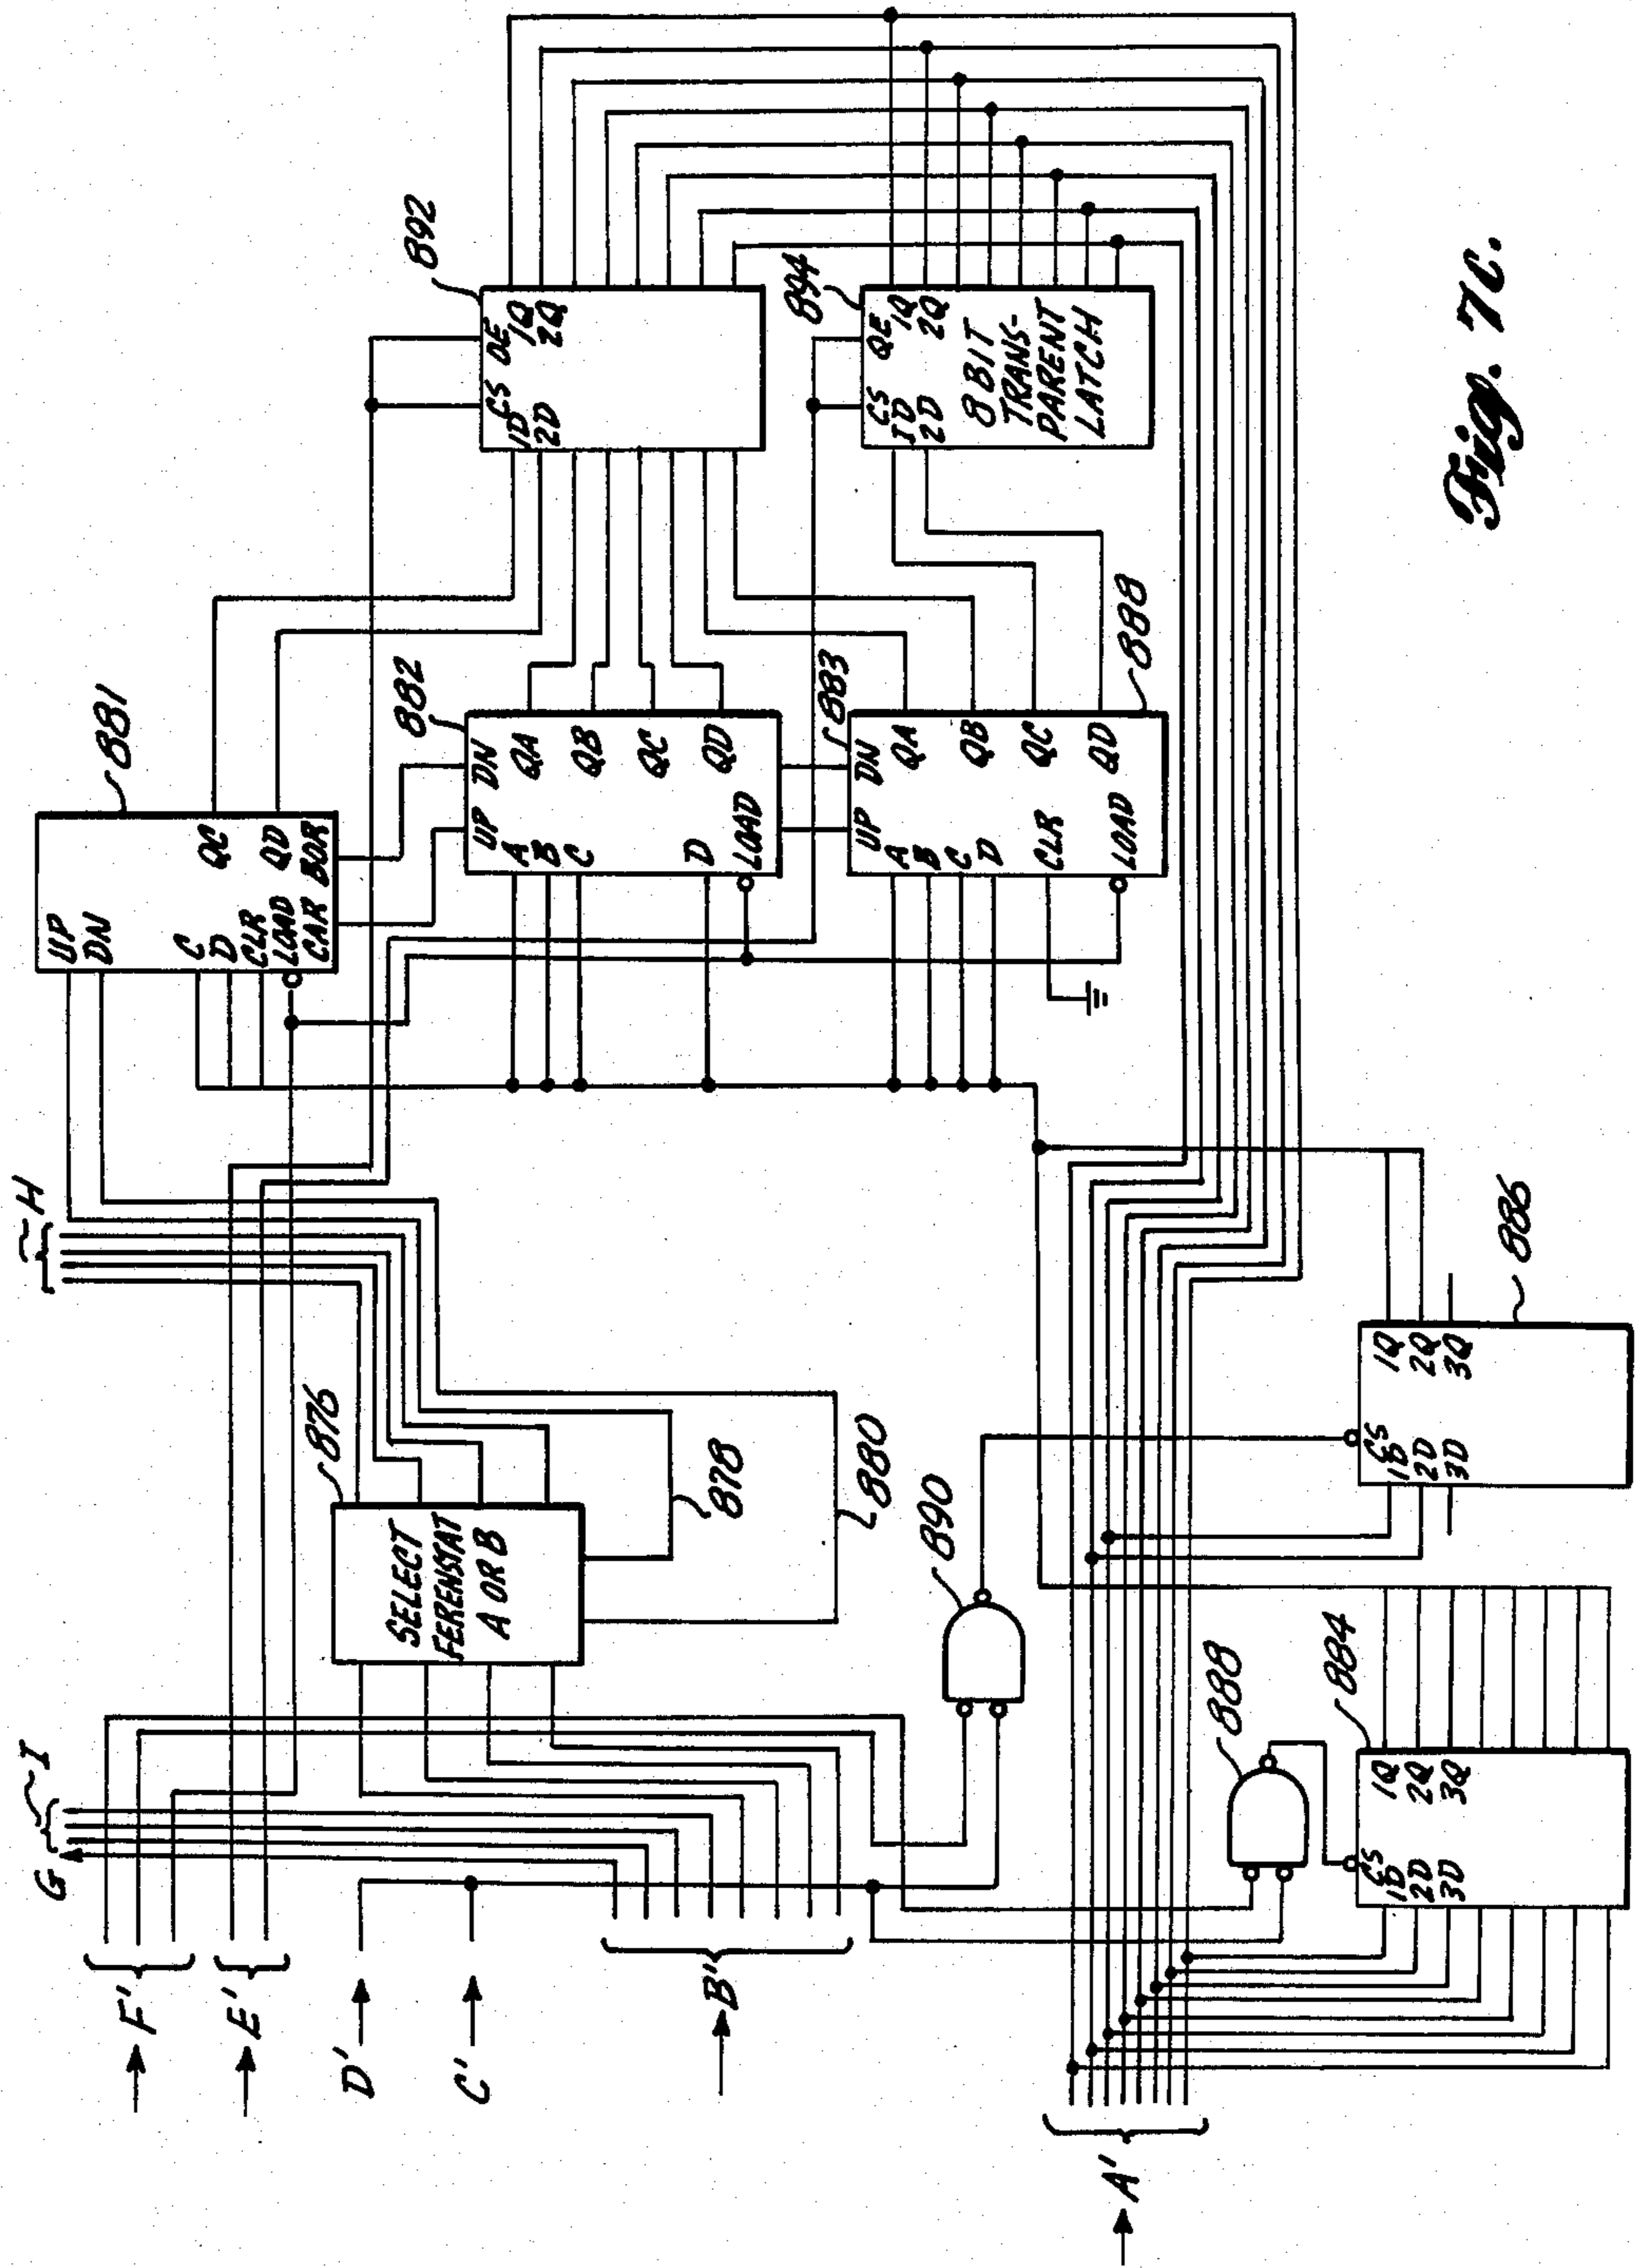 H
I
G
F'
E'
D'
C'
B'
A'
881
UP
DN
C
D
CLR
LOAD
CAR
BOR
QC
QD
876
SELECT
FERENSTAT
A OR B
878
880
882
UP
DN
A
B
C
D
LOAD
QA
QB
QC
QD
883
UP
DN
A
B
C
D
CLR
LOAD
QA
QB
QC
QD
888
892
CS
OE
1D
2D
1Q
2Q
894
CS
QE
1D
2D
1Q
2Q
8 BIT
TRANS-
PARENT
LATCH
890
888
884
CS
1D
2D
3D
1Q
2Q
3Q
886
CS
1D
2D
3D
1Q
2Q
3Q
Fig. 7C.